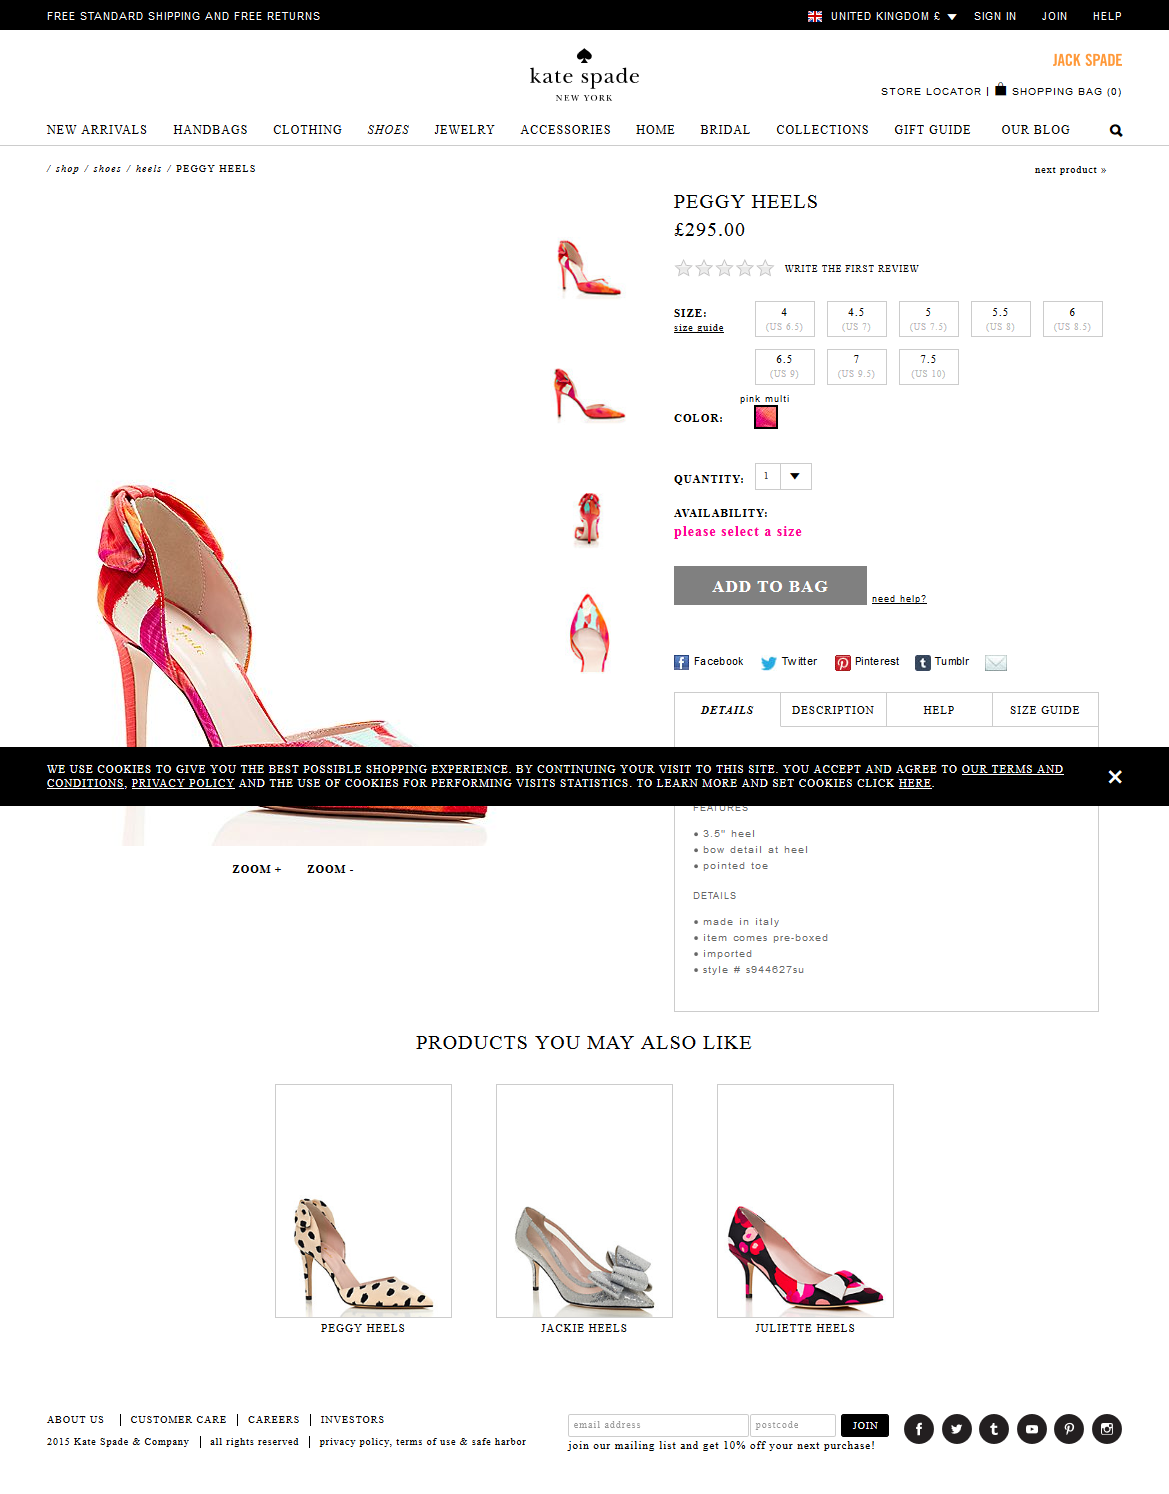 FREE STANDARD SHIPPING AND FREE RETURNS
UNITED KINGDOM £ SIGN IN JOIN HELP
kate spade
NEW YORK
JACK SPADE
STORE LOCATOR | SHOPPING BAG (0)
NEW ARRIVALS HANDBAGS CLOTHING SHOES JEWELRY ACCESSORIES HOME BRIDAL COLLECTIONS GIFT GUIDE OUR BLOG
/ shop / shoes / heels / PEGGY HEELS
next product »
PEGGY HEELS
£295.00
WRITE THE FIRST REVIEW
SIZE:
size guide
4 4.5 5 5.5 6
(US 6.5) (US 7) (US 7.5) (US 8) (US 8.5)
6.5 7 7.5
(US 9) (US 9.5) (US 10)
pink multi
COLOR:
QUANTITY: 1
AVAILABILITY:
please select a size
ADD TO BAG need help?
Facebook Twitter Pinterest Tumblr
DETAILS DESCRIPTION HELP SIZE GUIDE
WE USE COOKIES TO GIVE YOU THE BEST POSSIBLE SHOPPING EXPERIENCE. BY CONTINUING YOUR VISIT TO THIS SITE. YOU ACCEPT AND AGREE TO OUR TERMS AND
CONDITIONS, PRIVACY POLICY AND THE USE OF COOKIES FOR PERFORMING VISITS STATISTICS. TO LEARN MORE AND SET COOKIES CLICK HERE.
FEATURES
• 3.5" heel
• bow detail at heel
• pointed toe
DETAILS
• made in italy
• item comes pre-boxed
• imported
• style # s944627su
ZOOM + ZOOM -
PRODUCTS YOU MAY ALSO LIKE
PEGGY HEELS JACKIE HEELS JULIETTE HEELS
ABOUT US | CUSTOMER CARE | CAREERS | INVESTORS
2015 Kate Spade & Company | all rights reserved | privacy policy, terms of use & safe harbor
email address postcode JOIN
join our mailing list and get 10% off your next purchase!